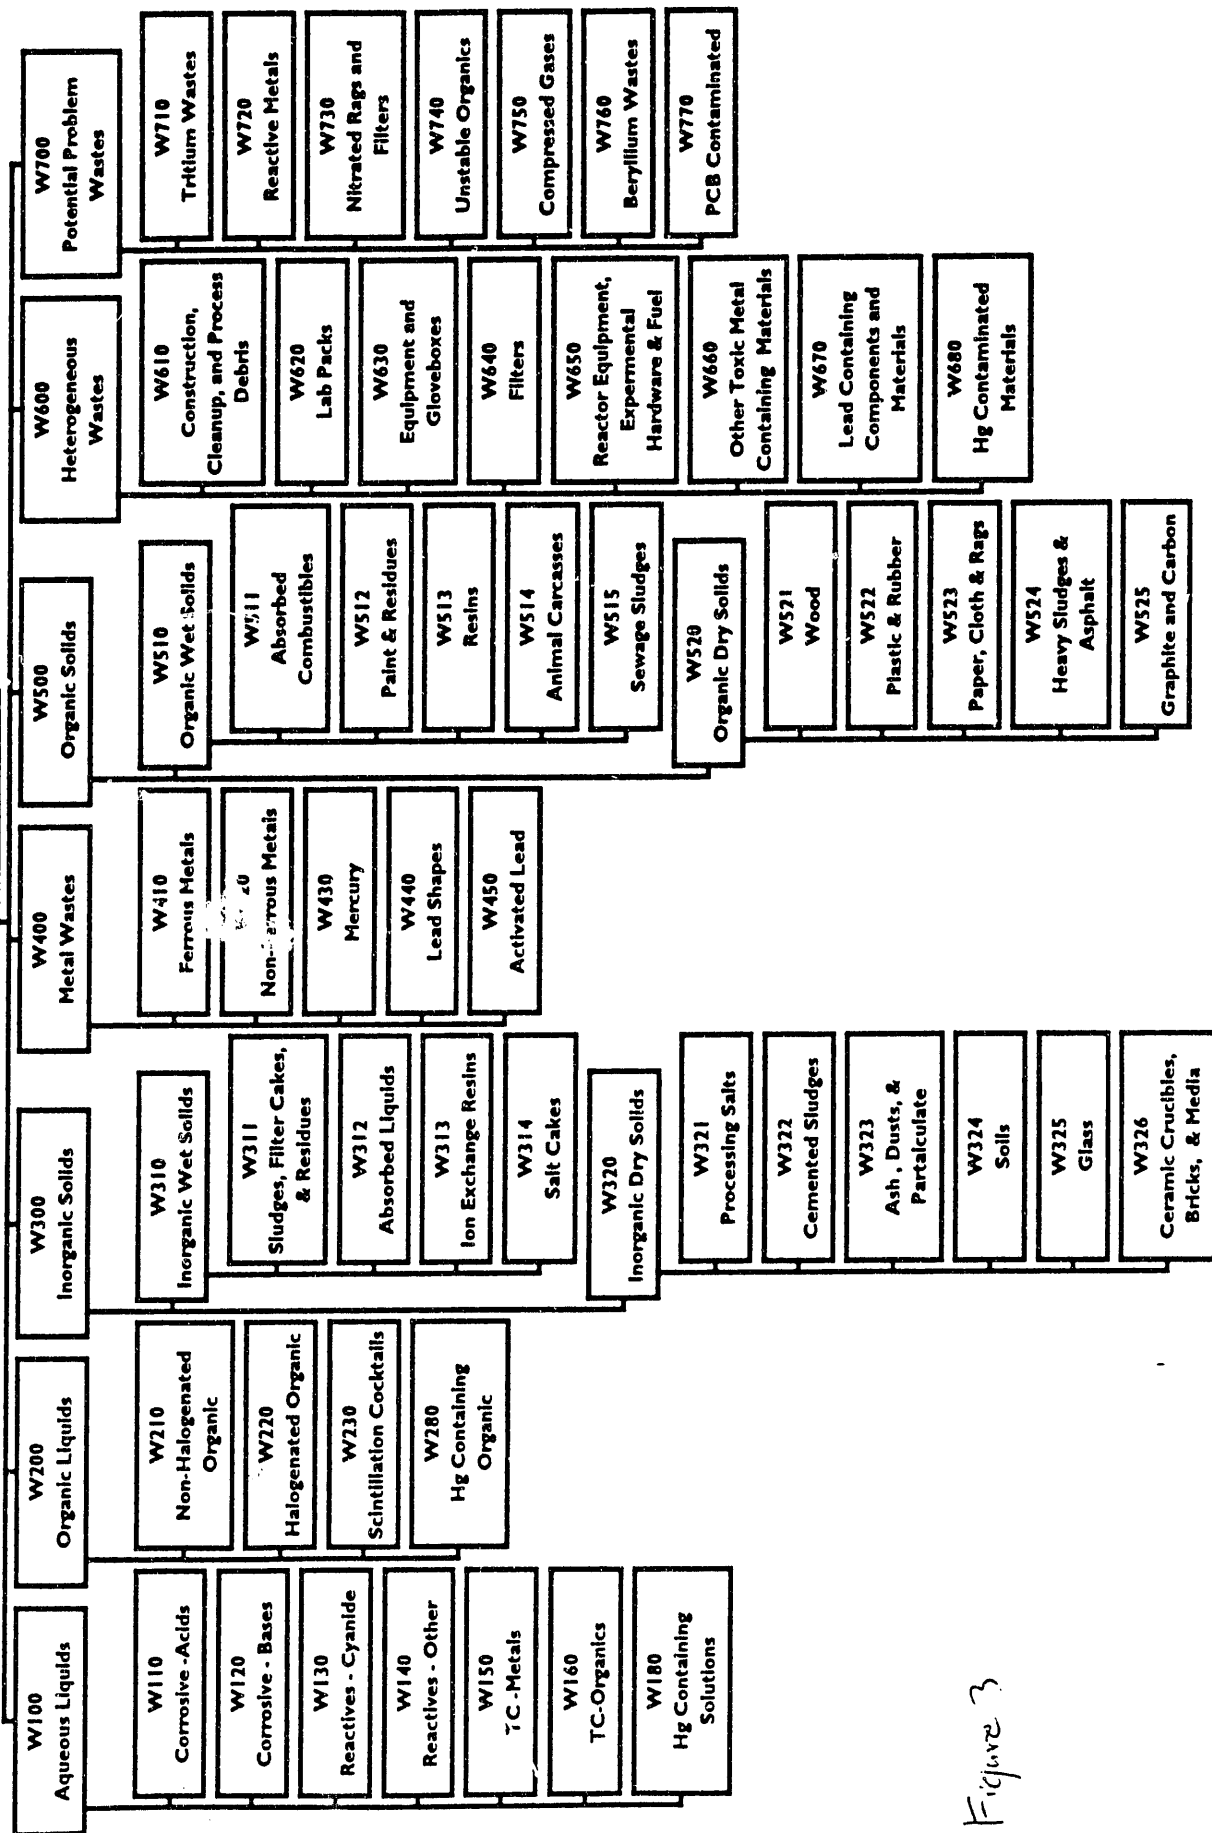 W100
Aqueous Liquids
W110
Corrosive -Acids
W120
Corrosive - Bases
W130
Reactives - Cyanide
W140
Reactives - Other
W150
TC -Metals
W160
TC-Organics
W180
Hg Containing
Solutions
W200
Organic Liquids
W210
Non-Halogenated
Organic
W220
Halogenated Organic
W230
Scintillation Cocktails
W280
Hg Containing
Organic
W300
Inorganic Solids
W310
Inorganic Wet Solids
W311
Sludges, Filter Cakes,
& Residues
W312
Absorbed Liquids
W313
Ion Exchange Resins
W314
Salt Cakes
W320
Inorganic Dry Solids
W321
Processing Salts
W322
Cemented Sludges
W323
Ash , Dusts, &
Partaiculate
W324
Soils
W325
Glass
W326
Ceramic Crucibles,
Bricks, & Media
W400
Metal Wastes
W410
Ferrous Metals
20
Non-Ferrous Metals
W430
Mercury
W440
Lead Shapes
W450
Activated Lead
W500
Organic Solids
W510
Organic Wet Solids
W511
Absorbed
Combustibles
W512
Paint & Residues
W513
Resins
W514
Animal Carcasses
W515
Sewage Sludges
W520
Organic Dry Solids
W521
Wood
W522
Plastic & Rubber
W523
Paper, Cloth & Rags
W524
Heavy Sludges &
Asphalt
W525
Graphite and Carbon
W600
Heterogeneous
Wastes
W610
Construction,
Cleanup, and Process
Debris
W620
Lab Packs
W630
Equipment and
Gloveboxes
W640
Filters
W650
Reactor Equipment,
Expermental
Hardware & Fuel
W660
Other Toxic Metal
Containing Materials
W670
Lead Containing
Components and
Materials
W680
Hg Contaminated
Materials
W700
Potential Problem
Wastes
W710
Tritium Wastes
W720
Reactive Metals
W730
Nitrated Rags and
Filters
W740
Unstable Organics
W750
Compressed Gases
W760
Beryllium Wastes
W770
PCB Contaminated
Figure 3